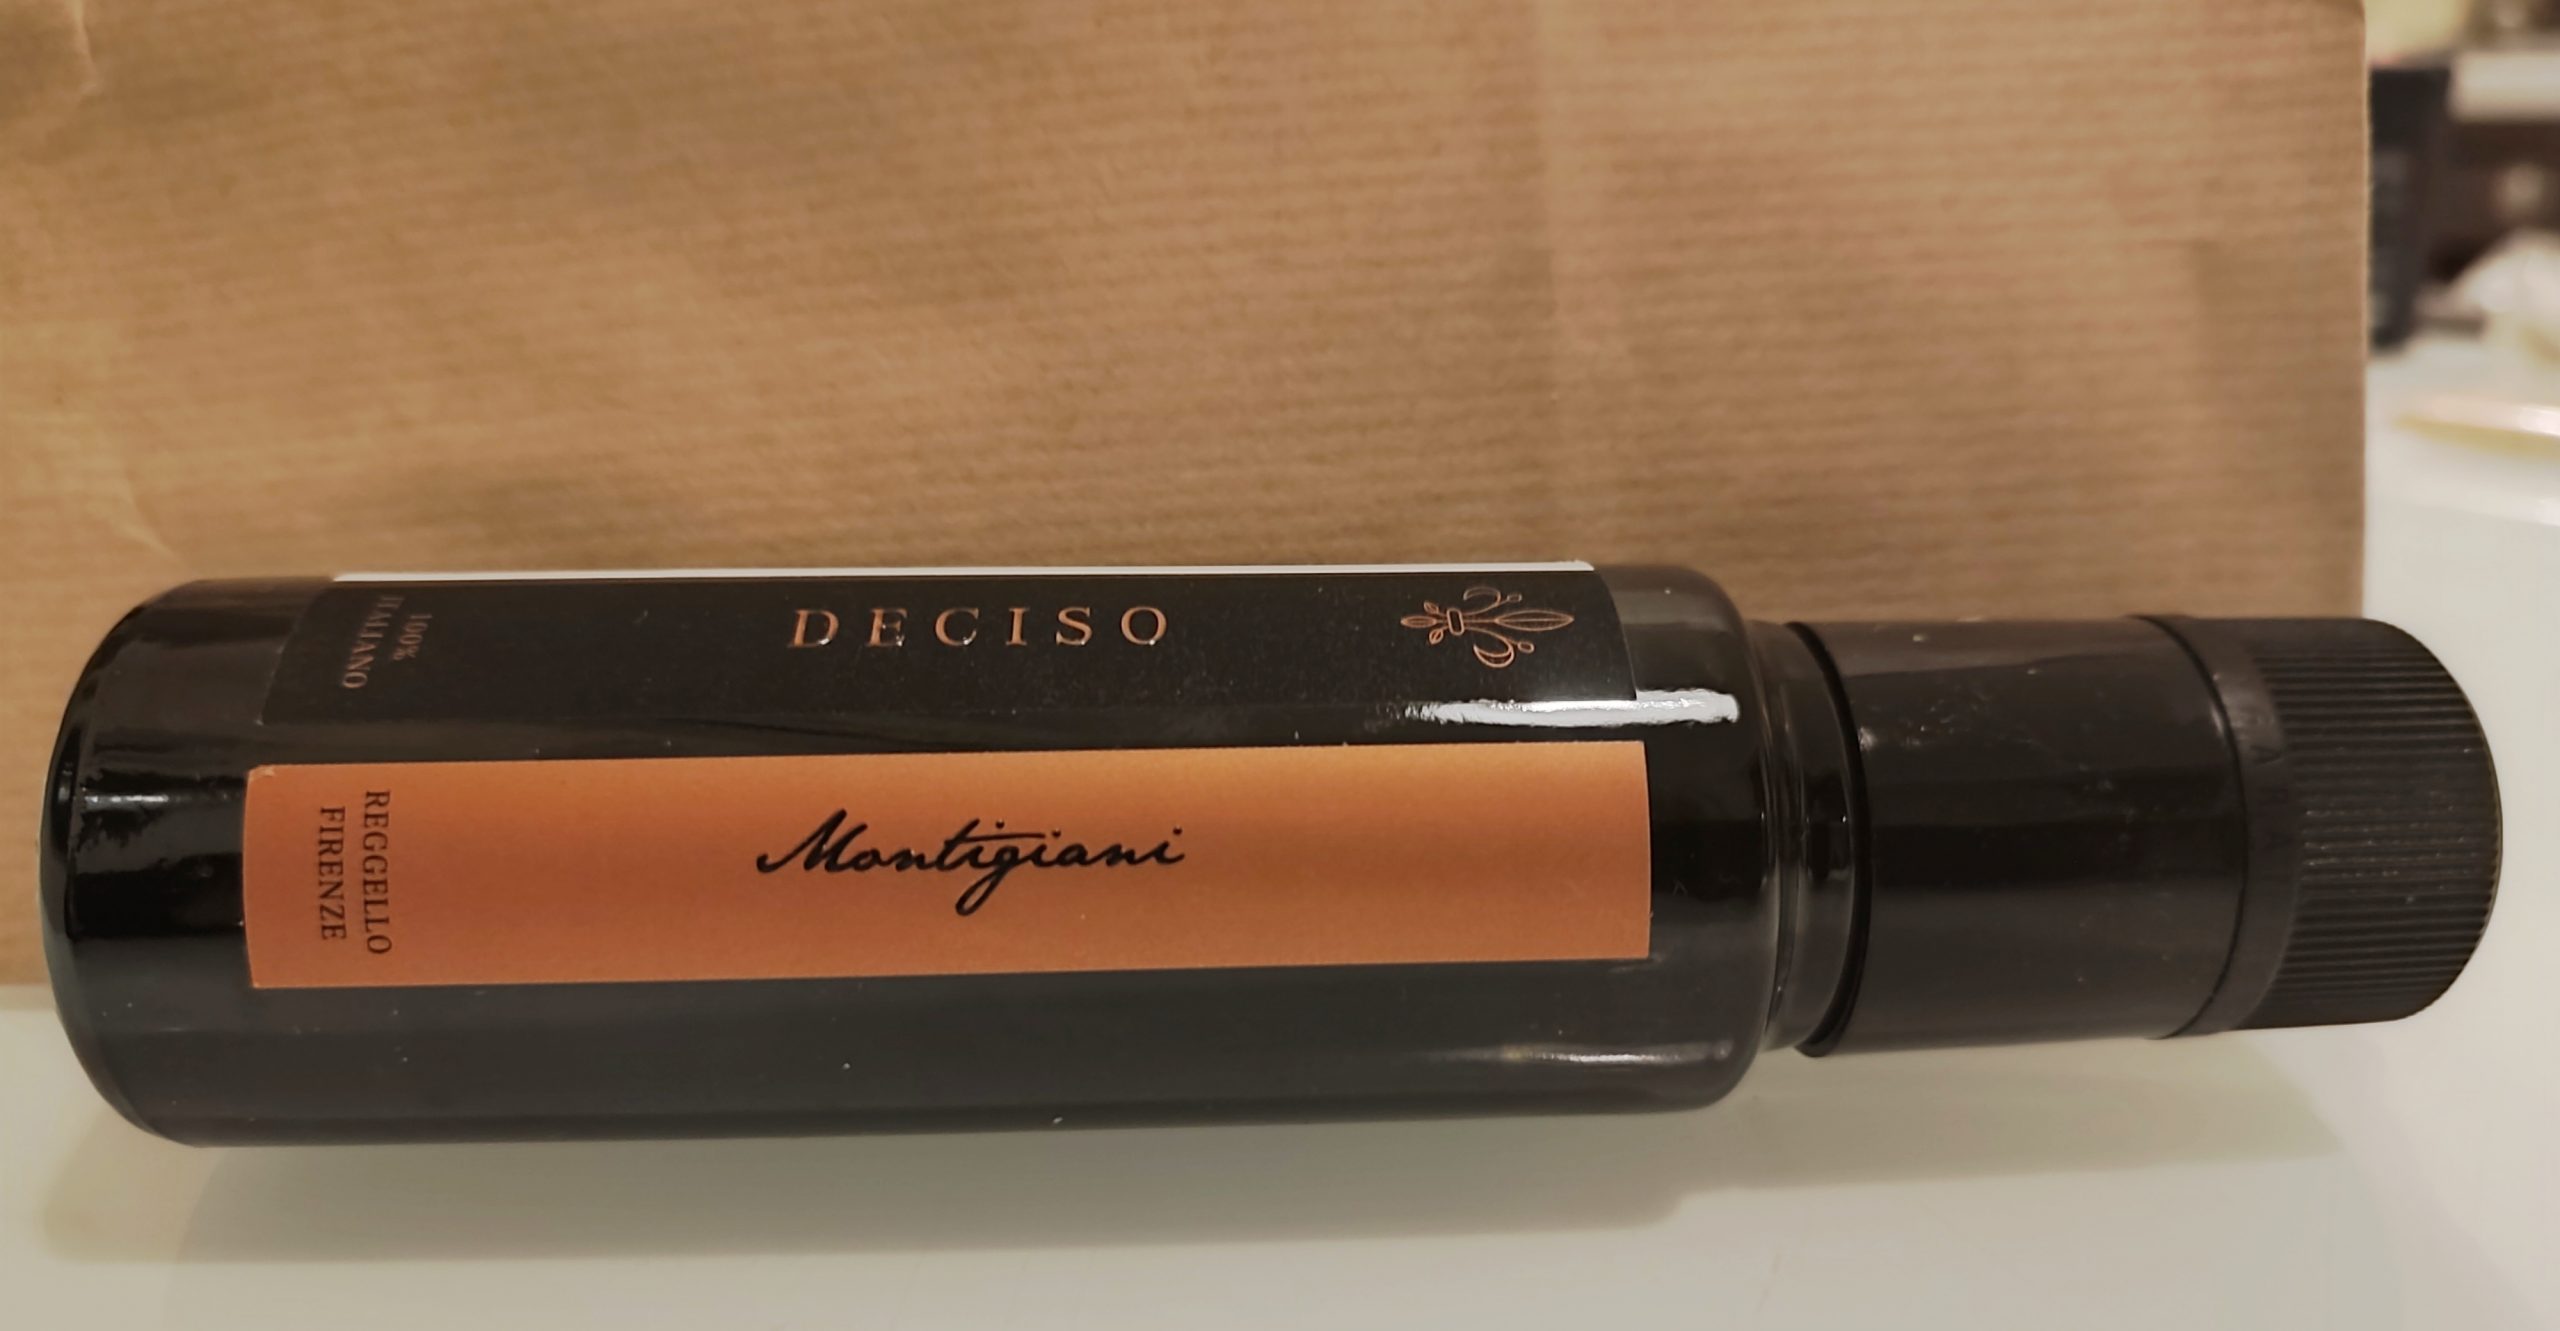 DECISO
100%
ITALIANO
Montigiani
REGGELLO
FIRENZE